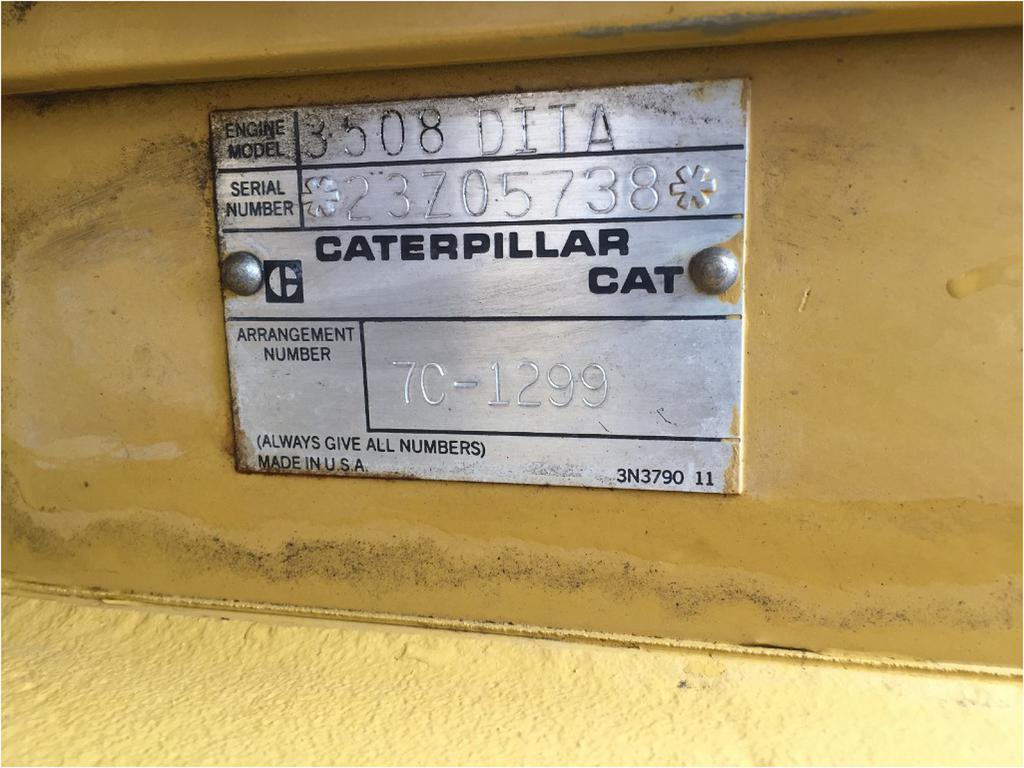 ENGINE MODEL 3508 DITA
SERIAL NUMBER *23Z05738*
CATERPILLAR
CAT
ARRANGEMENT NUMBER
7C-1299
(ALWAYS GIVE ALL NUMBERS)
MADE IN U.S.A.
3N3790 11